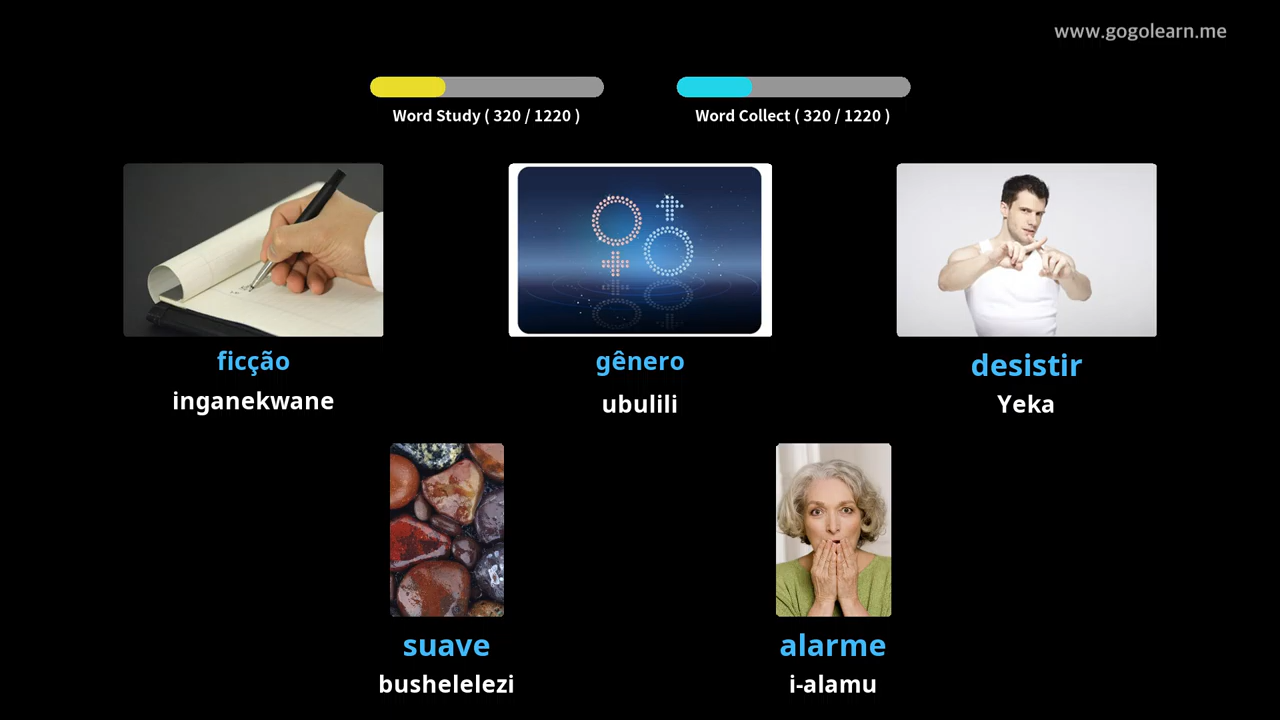 www.gogolearn.me
Word Study ( 320 / 1220 )
Word Collect ( 320 / 1220 )
ficção
gênero
desistir
inganekwane
ubulili
Yeka
suave
alarme
bushelelezi
i-alamu